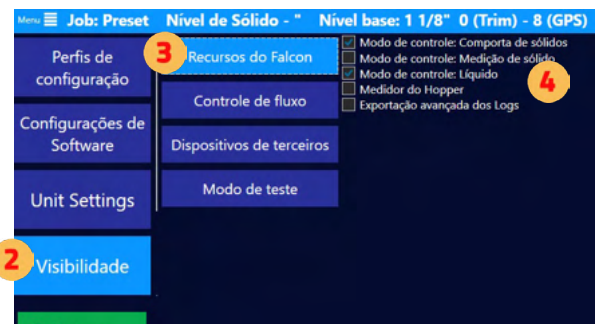 Menu Job: Preset Nível de Sólido - " Nível base: 1 1/8" 0 (Trim) - 8 (GPS)
Perfis de
configuração
Configurações de
Software
Unit Settings
2
Visibilidade
3
Recursos do Falcon
Controle de fluxo
Dispositivos de terceiros
Modo de teste
Modo de controle: Comporta de sólidos
Modo de controle: Medição de sólido
Modo de controle: Líquido
Medidor do Hopper
Exportação avançada dos Logs
4